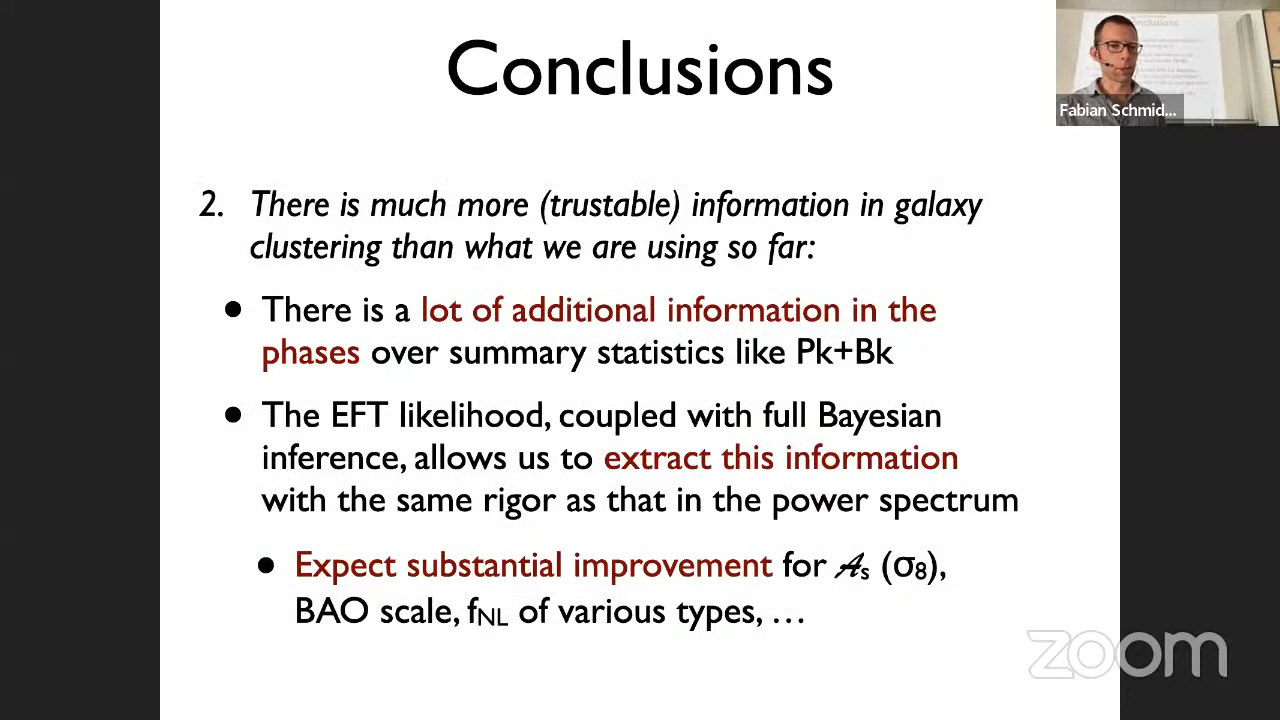 Conclusions
Fabian Schmid...
2. There is much more (trustable) information in galaxy
clustering than what we are using so far:
• There is a lot of additional information in the
phases over summary statistics like Pk+Bk
• The EFT likelihood, coupled with full Bayesian
inference, allows us to extract this information
with the same rigor as that in the power spectrum
• Expect substantial improvement for 𝒜s (σ8),
BAO scale, fNL of various types, …
zoom